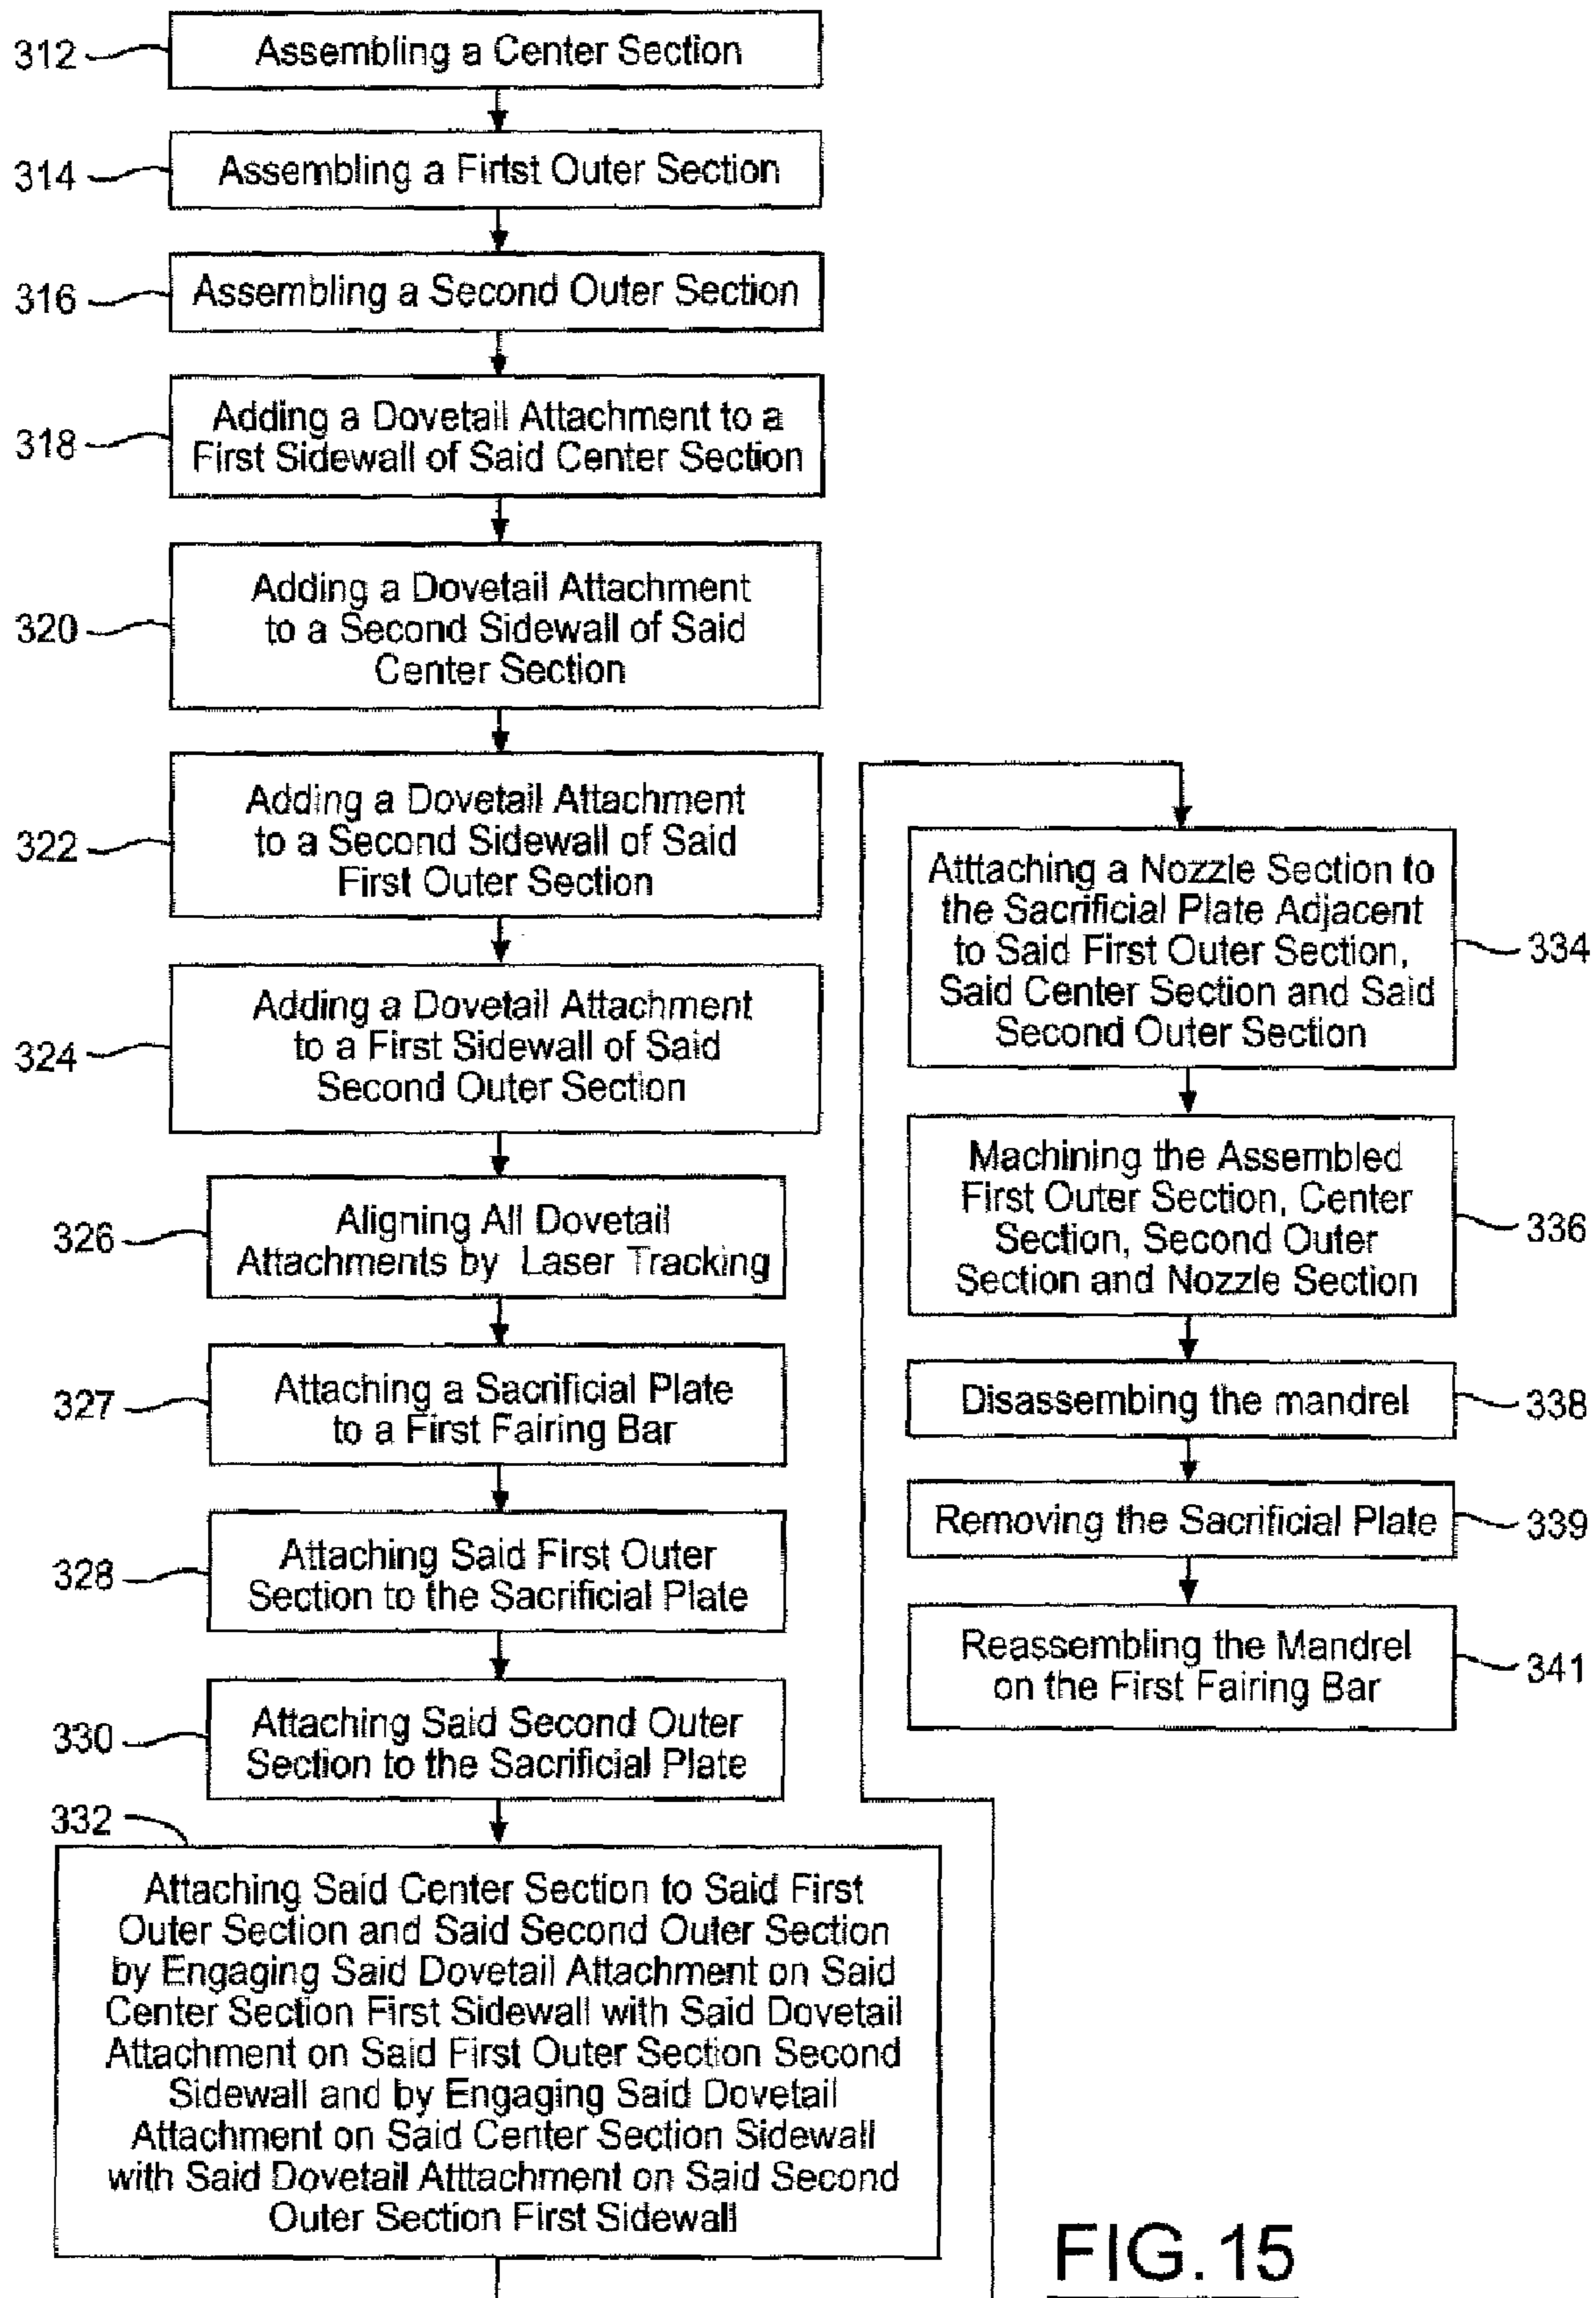 312
Assembling a Center Section
314
Assembling a Firtst Outer Section
316
Assembling a Second Outer Section
318
Adding a Dovetail Attachment to a
First Sidewall of Said Center Section
320
Adding a Dovetail Attachment
to a Second Sidewall of Said
Center Section
322
Adding a Dovetail Attachment
to a Second Sidewall of Said
First Outer Section
324
Adding a Dovetail Attachment
to a First Sidewall of Said
Second Outer Section
326
Aligning All Dovetail
Attachments by Laser Tracking
327
Attaching a Sacrificial Plate
to a First Fairing Bar
328
Attaching Said First Outer
Section to the Sacrificial Plate
330
Attaching Said Second Outer
Section to the Sacrificial Plate
332
Attaching Said Center Section to Said First
Outer Section and Said Second Outer Section
by Engaging Said Dovetail Attachment on Said
Center Section First Sidewall with Said Dovetail
Attachment on Said First Outer Section Second
Sidewall and by Engaging Said Dovetail
Attachment on Said Center Section Sidewall
with Said Dovetail Atttachment on Said Second
Outer Section First Sidewall
Atttaching a Nozzle Section to
the Sacrificial Plate Adjacent
to Said First Outer Section,
Said Center Section and Said
Second Outer Section
334
Machining the Assembled
First Outer Section, Center
Section, Second Outer
Section and Nozzle Section
336
Disassembing the mandrel
338
Removing the Sacrificial Plate
339
Reassembling the Mandrel
on the First Fairing Bar
341
FIG.15